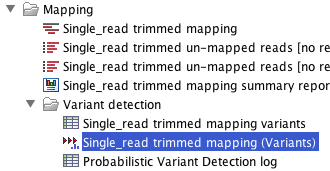 Mapping
Single_read trimmed mapping
Single_read trimmed un-mapped reads [no re
Single_read trimmed un-mapped reads [no re
Single_read trimmed mapping summary repor
Variant detection
Single_read trimmed mapping variants
Single_read trimmed mapping (Variants)
Probabilistic Variant Detection log